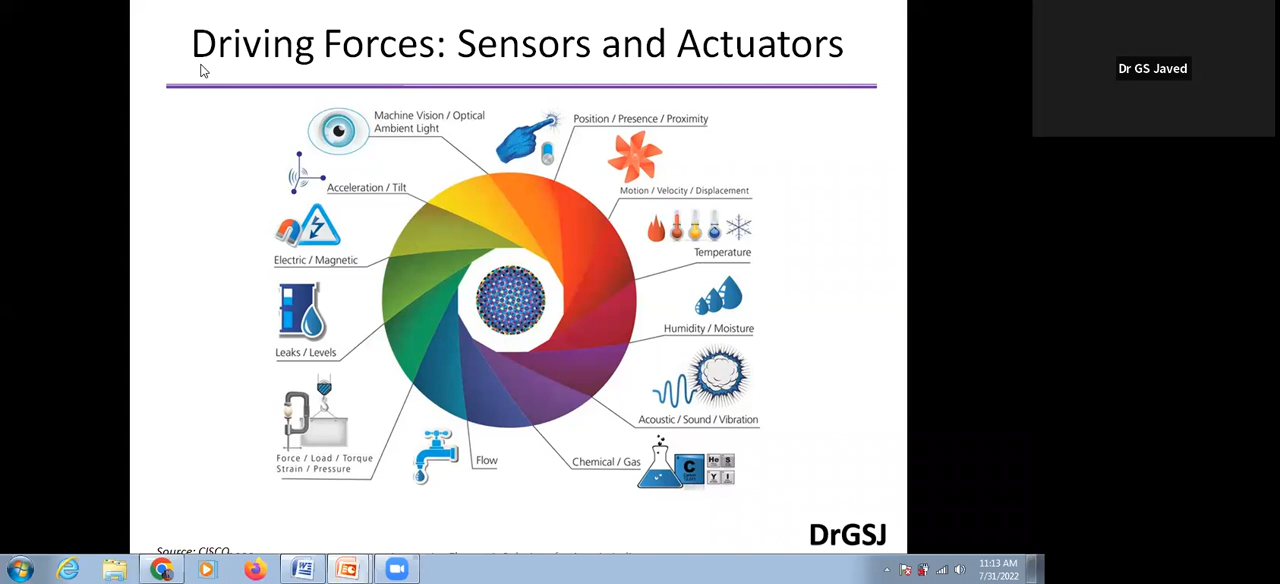 Driving Forces: Sensors and Actuators
Dr GS Javed
Machine Vision / Optical
Ambient Light
Position / Presence / Proximity
Acceleration / Tilt
Motion / Velocity / Displacement
Electric / Magnetic
Temperature
Leaks / Levels
Humidity / Moisture
Acoustic / Sound / Vibration
Force / Load / Torque
Strain / Pressure
Flow
Chemical / Gas
C
He S
Y I
DrGSJ
Source: CISCO
11:13 AM
7/31/2022